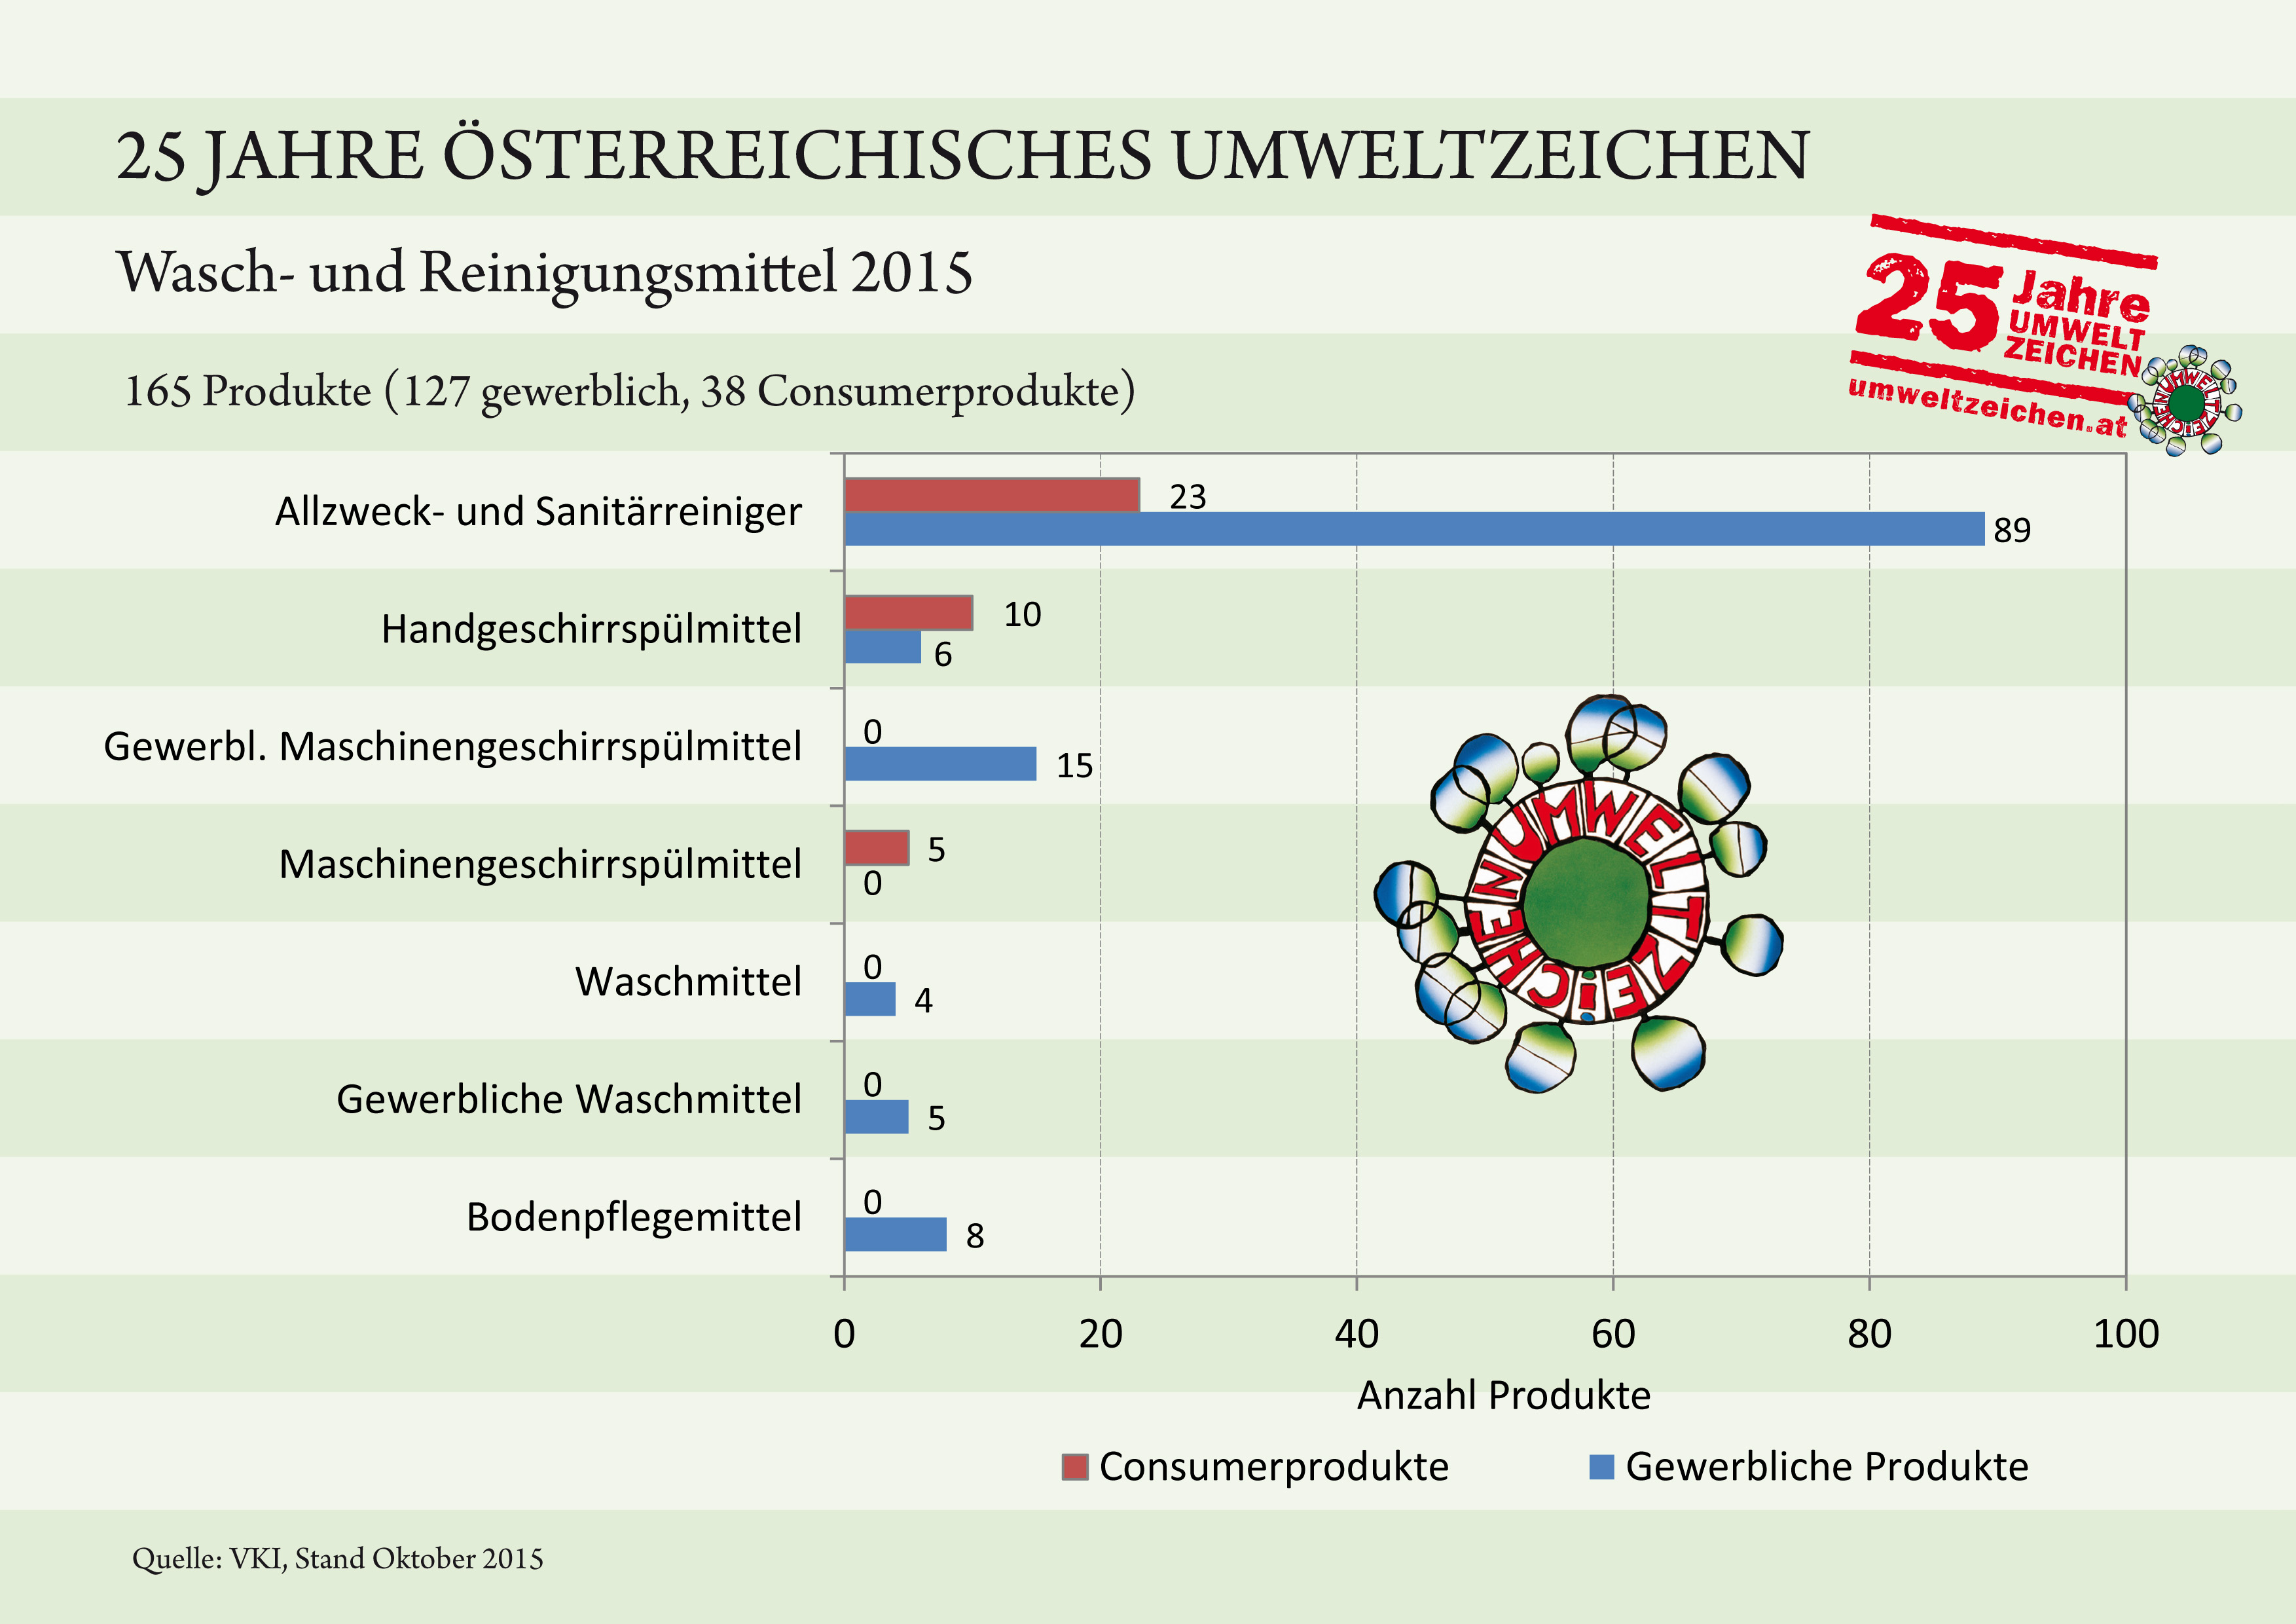 25 JAHRE ÖSTERREICHISCHES UMWELTZEICHEN
Wasch- und Reinigungsmittel 2015
25 Jahre
UMWELT
ZEICHEN
umweltzeichen.at
UMWELTZEICHEN
165 Produkte (127 gewerblich, 38 Consumerprodukte)
Allzweck- und Sanitärreiniger
23
89
Handgeschirrspülmittel
10
6
Gewerbl. Maschinengeschirrspülmittel
0
15
Maschinengeschirrspülmittel
5
0
Waschmittel
0
4
Gewerbliche Waschmittel
0
5
Bodenpflegemittel
0
8
UMWELTZEICHEN
0 20 40 60 80 100
Anzahl Produkte
Consumerprodukte Gewerbliche Produkte
Quelle: VKI, Stand Oktober 2015